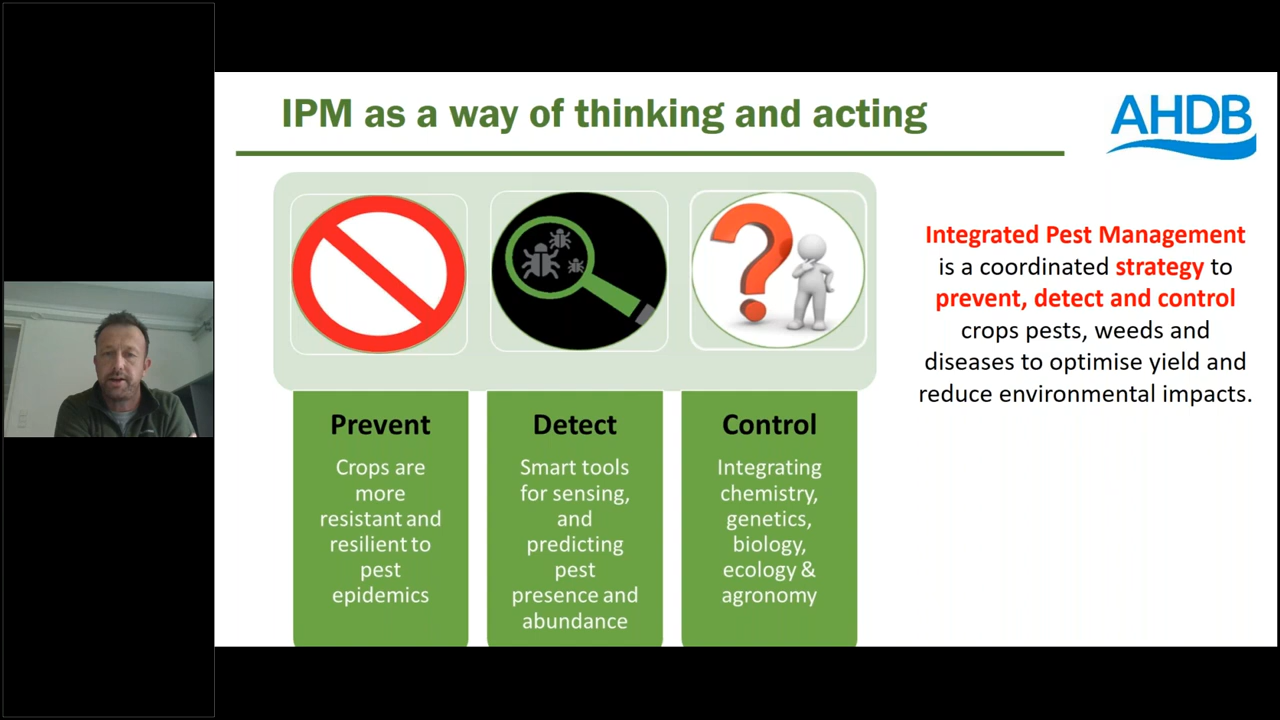 IPM as a way of thinking and acting
AHDB
Prevent
Crops are
more
resistant and
resilient to
pest
epidemics
Detect
Smart tools
for sensing,
and
predicting
pest
presence and
abundance
Control
Integrating
chemistry,
genetics,
biology,
ecology &
agronomy
Integrated Pest Management
is a coordinated strategy to
prevent, detect and control
crops pests, weeds and
diseases to optimise yield and
reduce environmental impacts.